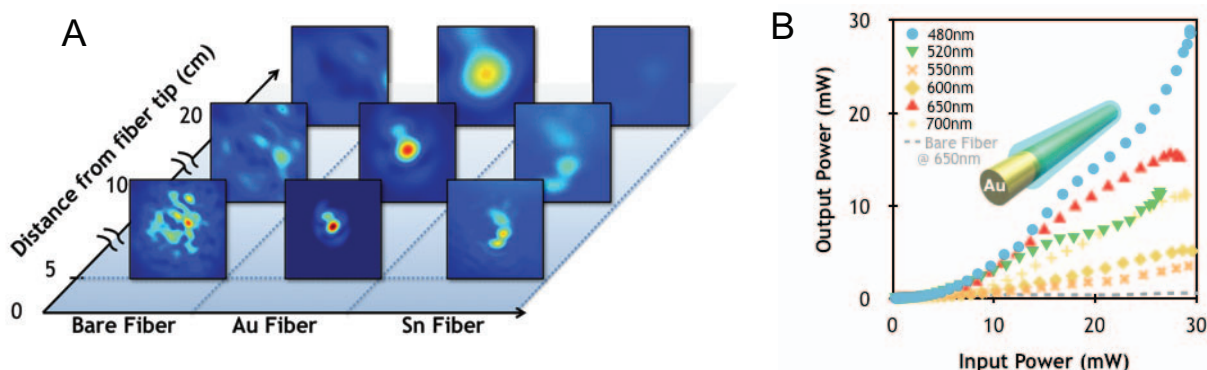 A
Distance from fiber tip (cm)
20
10
5
0
Bare Fiber
Au Fiber
Sn Fiber
B
Output Power (mW)
30
20
10
0
480nm
520nm
550nm
600nm
650nm
700nm
Bare Fiber
@ 650nm
Au
0
10
20
30
Input Power (mW)